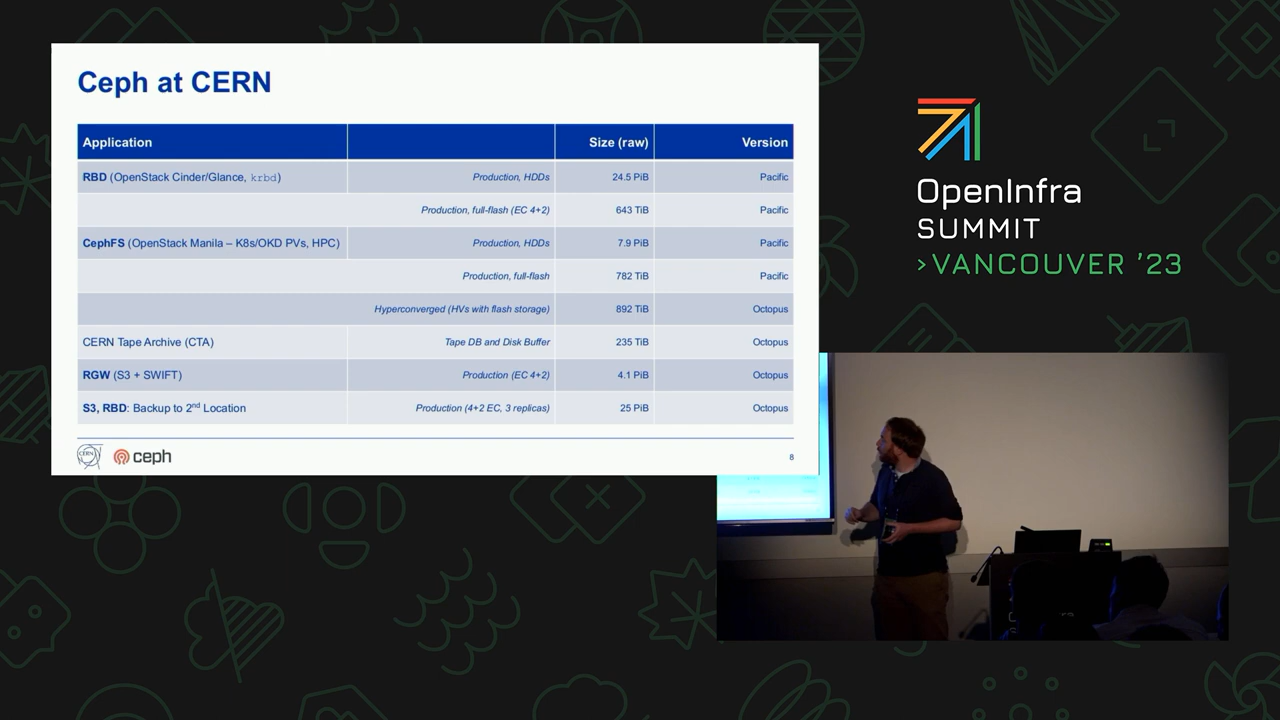 Ceph at CERN
Application Size (raw) Version
RBD (OpenStack Cinder/Glance, krbd) Production, HDDs 24.5 PiB Pacific
Production, full-flash (EC 4+2) 643 TiB Pacific
CephFS (OpenStack Manila – K8s/OKD PVs, HPC) Production, HDDs 7.9 PiB Pacific
Production, full-flash 782 TiB Pacific
Hyperconverged (HVs with flash storage) 892 TiB Octopus
CERN Tape Archive (CTA) Tape DB and Disk Buffer 235 TiB Octopus
RGW (S3 + SWIFT) Production (EC 4+2) 4.1 PiB Octopus
S3, RBD: Backup to 2nd Location Production (4+2 EC, 3 replicas) 25 PiB Octopus
CERN ceph 8
OpenInfra
SUMMIT
>VANCOUVER '23